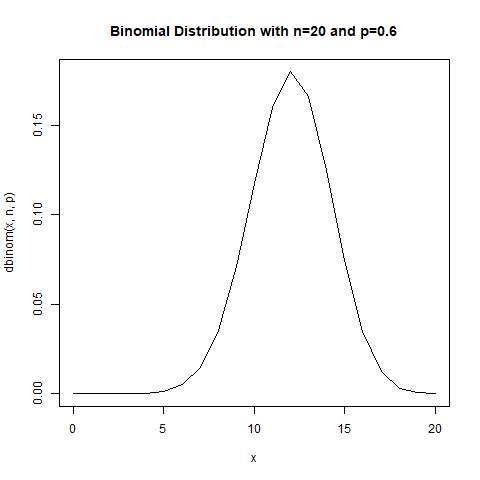 Binomial Distribution with n=20 and p=0.6
dbinom(x, n, p)
0.15
0.10
0.05
0.00
0 5 10 15 20
x